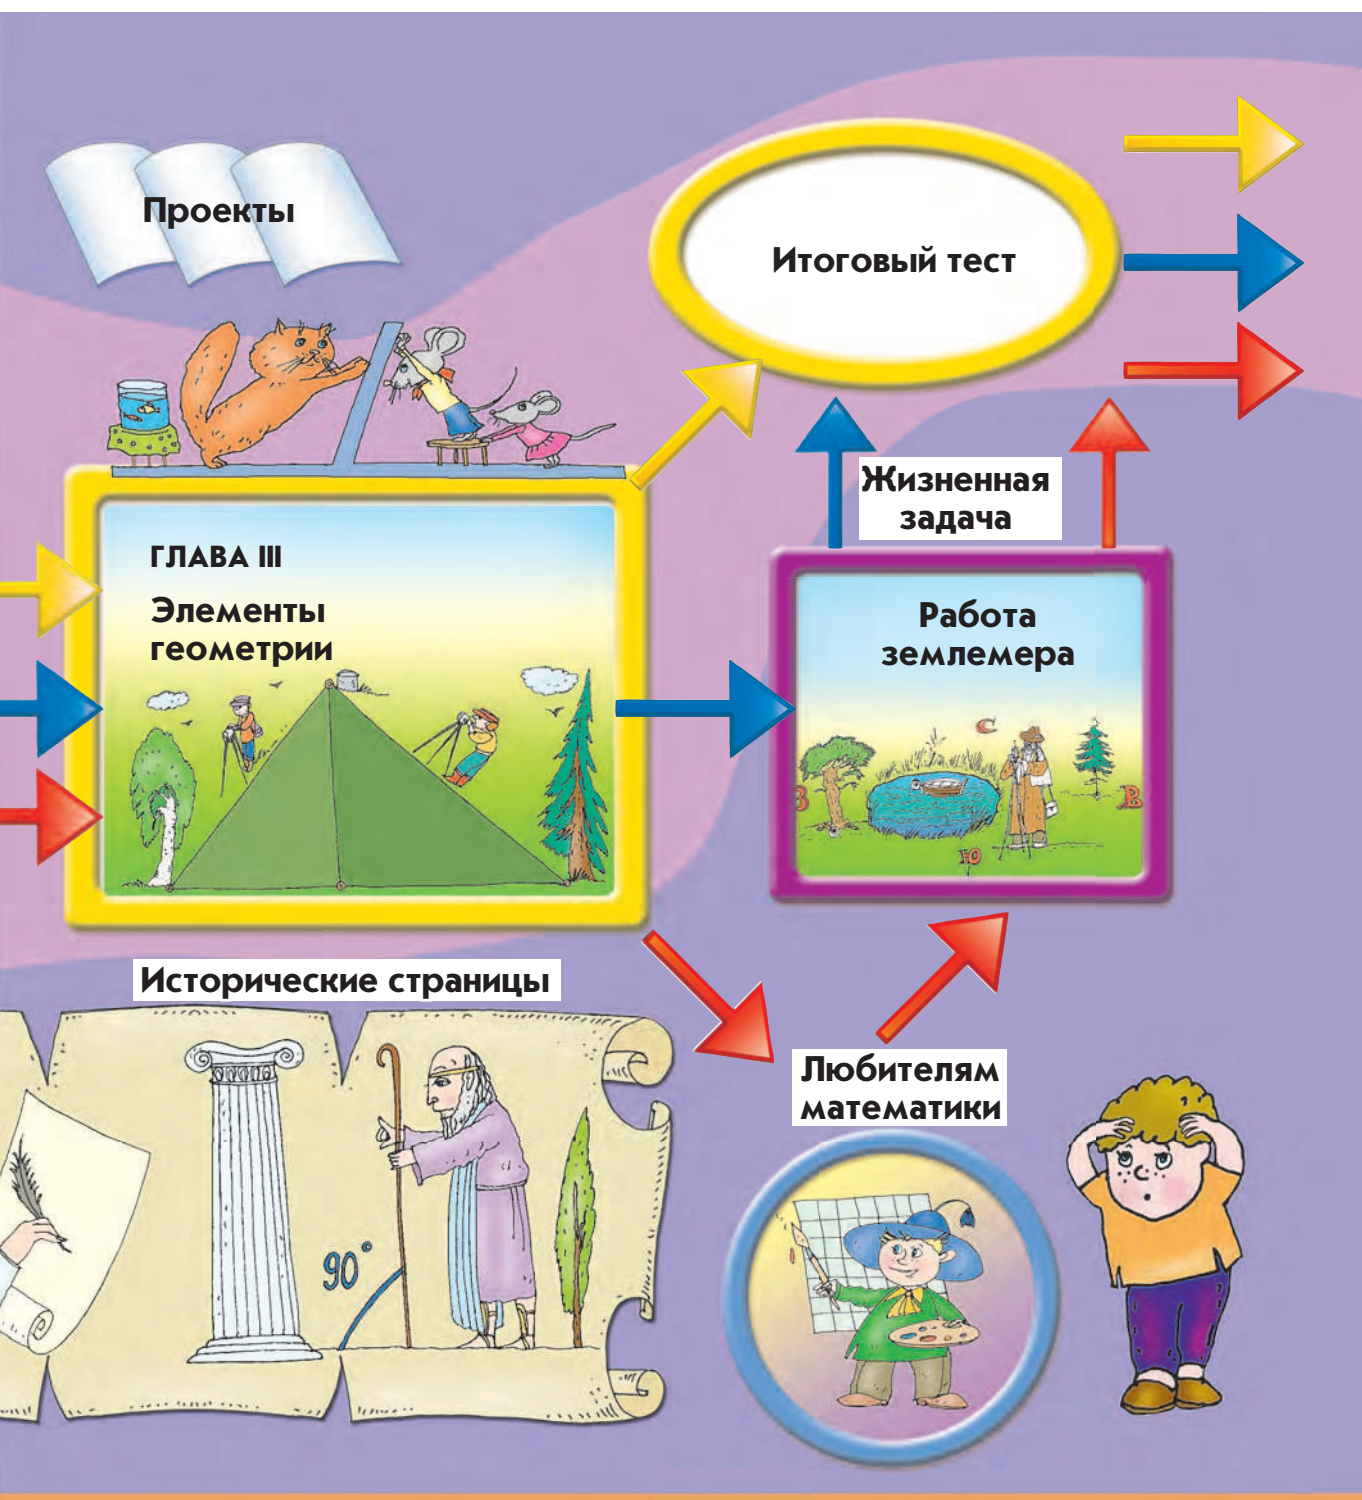 Проекты
Итоговый тест
Жизненная
задача
ГЛАВА III
Элементы
геометрии
Работа
землемера
С
З
В
Ю
Исторические страницы
90°
Любителям
математики